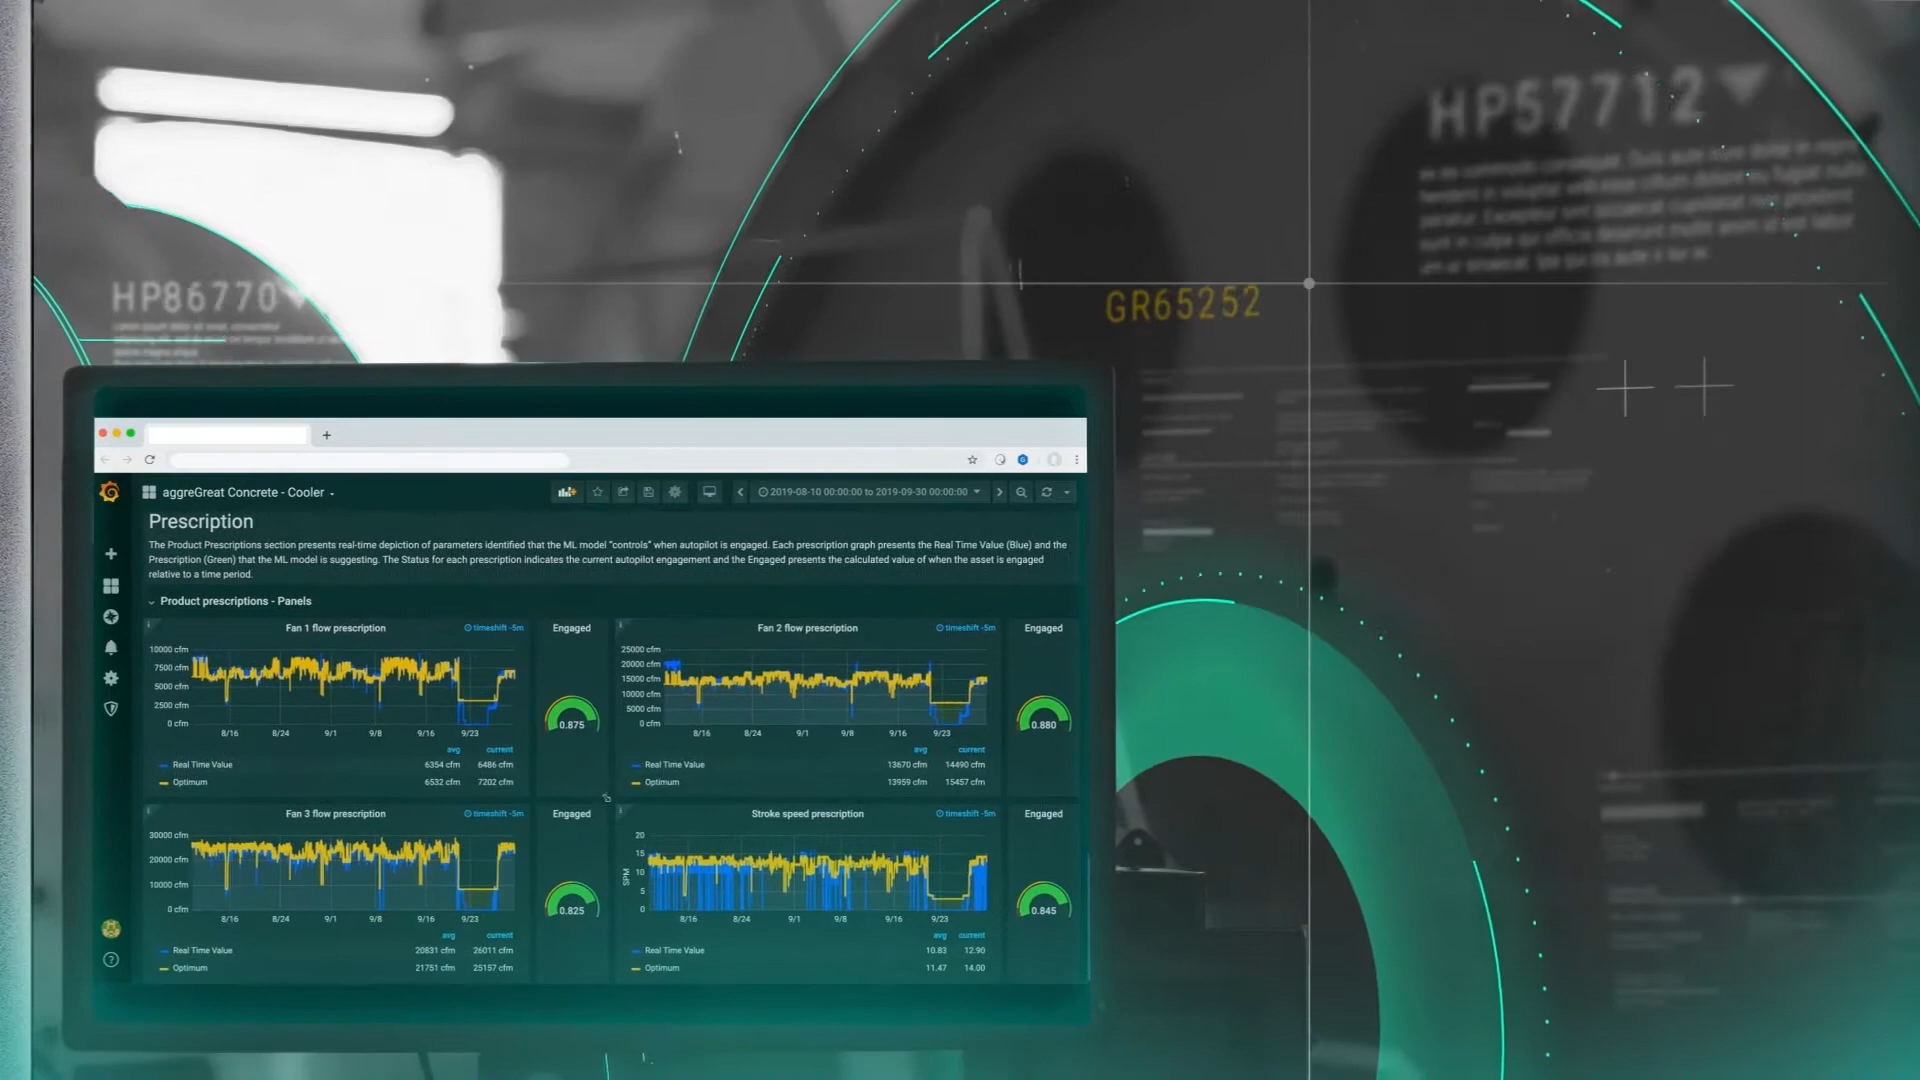 HP57712
HP86770
GR65252
aggreGreat Concrete - Cooler
2019-08-10 00:00:00 to 2019-09-30 00:00:00
Prescription
The Product Prescriptions section presents real-time depiction of parameters identified that the ML model "controls" when autopilot is engaged. Each prescription graph presents the Real Time Value (Blue) and the
Prescription (Green) that the ML model is suggesting. The Status for each prescription indicates the current autopilot engagement and the Engaged presents the calculated value of when the asset is engaged
relative to a time period.
Product prescriptions - Panels
Fan 1 flow prescription
timeshift -5m
10000 cfm
7500 cfm
5000 cfm
2500 cfm
0 cfm
8/16 8/24 9/1 9/8 9/16 9/23
avg current
Real Time Value 6354 cfm 6486 cfm
Optimum 6532 cfm 7202 cfm
Engaged
0.875
Fan 2 flow prescription
timeshift -5m
25000 cfm
20000 cfm
15000 cfm
10000 cfm
5000 cfm
0 cfm
8/16 8/24 9/1 9/8 9/16 9/23
avg current
Real Time Value 13670 cfm 14490 cfm
Optimum 13959 cfm 15457 cfm
Engaged
0.880
Fan 3 flow prescription
timeshift -5m
30000 cfm
20000 cfm
10000 cfm
0 cfm
8/16 8/24 9/1 9/8 9/16 9/23
avg current
Real Time Value 20831 cfm 26011 cfm
Optimum 21751 cfm 25157 cfm
Engaged
0.825
Stroke speed prescription
timeshift -5m
SPM
20
15
10
5
0
8/16 8/24 9/1 9/8 9/16 9/23
avg current
Real Time Value 10.83 12.90
Optimum 11.47 14.00
Engaged
0.845